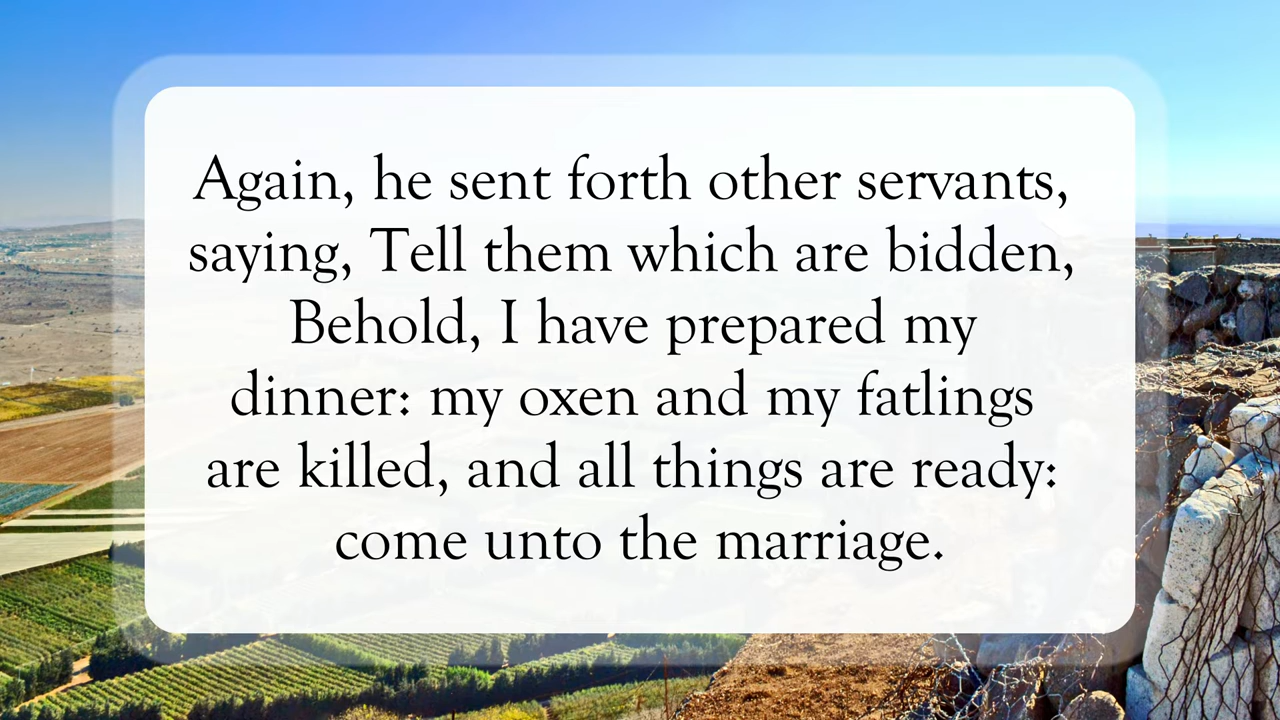 Again, he sent forth other servants,
saying, Tell them which are bidden,
Behold, I have prepared my
dinner: my oxen and my fatlings
are killed, and all things are ready:
come unto the marriage.